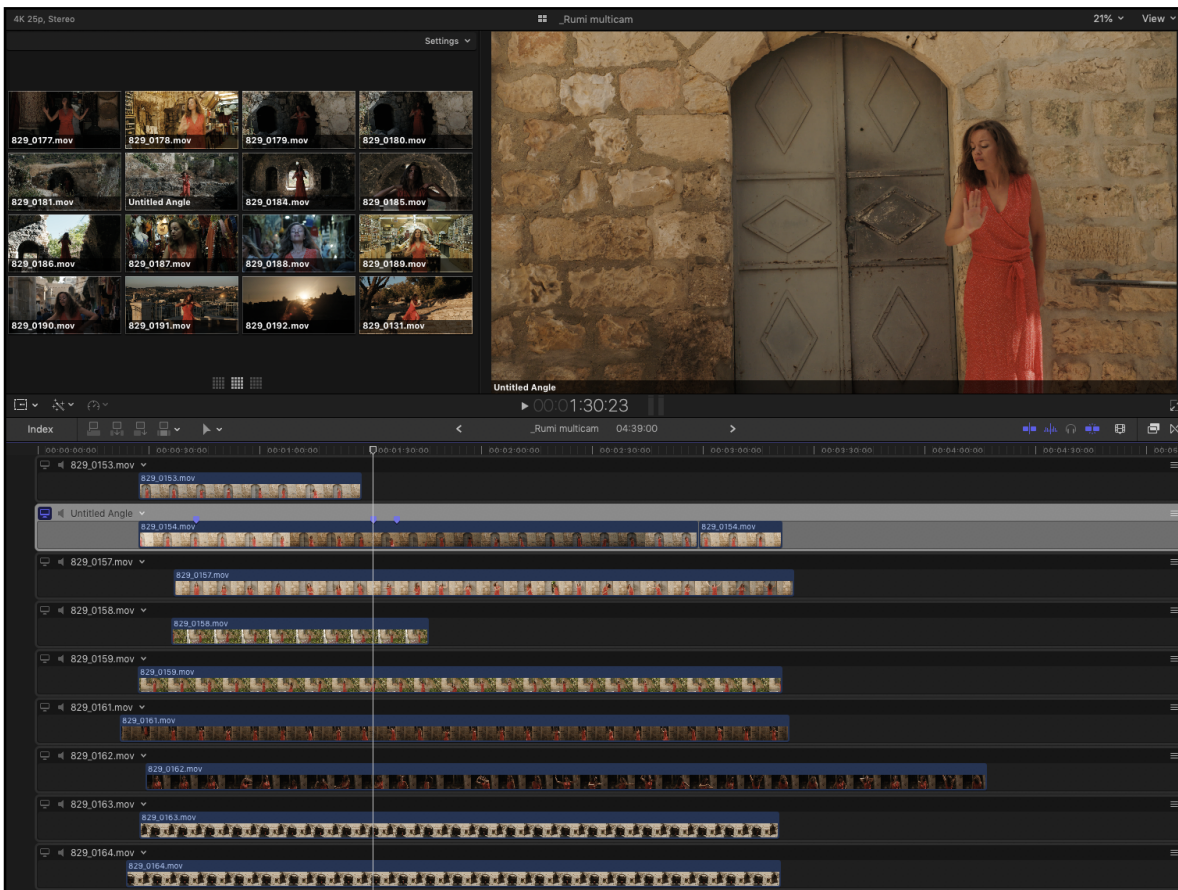 4K 25p, Stereo
_Rumi multicam
21%
View
Settings
829_0177.mov
829_0178.mov
829_0179.mov
829_0180.mov
829_0181.mov
Untitled Angle
829_0184.mov
829_0185.mov
829_0186.mov
829_0187.mov
829_0188.mov
829_0189.mov
829_0190.mov
829_0191.mov
829_0192.mov
829_0131.mov
Untitled Angle
00:01:30:23
Index
_Rumi multicam 04:39:00
00:00:00:00 00:00:30:00 00:01:00:00 00:01:30:00 00:02:00:00 00:02:30:00 00:03:00:00 00:03:30:00 00:04:00:00 00:04:30:00
829_0153.mov
829_0153.mov
Untitled Angle
829_0154.mov 829_0154.mov
829_0157.mov
829_0157.mov
829_0158.mov
829_0158.mov
829_0159.mov
829_0159.mov
829_0161.mov
829_0161.mov
829_0162.mov
829_0162.mov
829_0163.mov
829_0163.mov
829_0164.mov
829_0164.mov